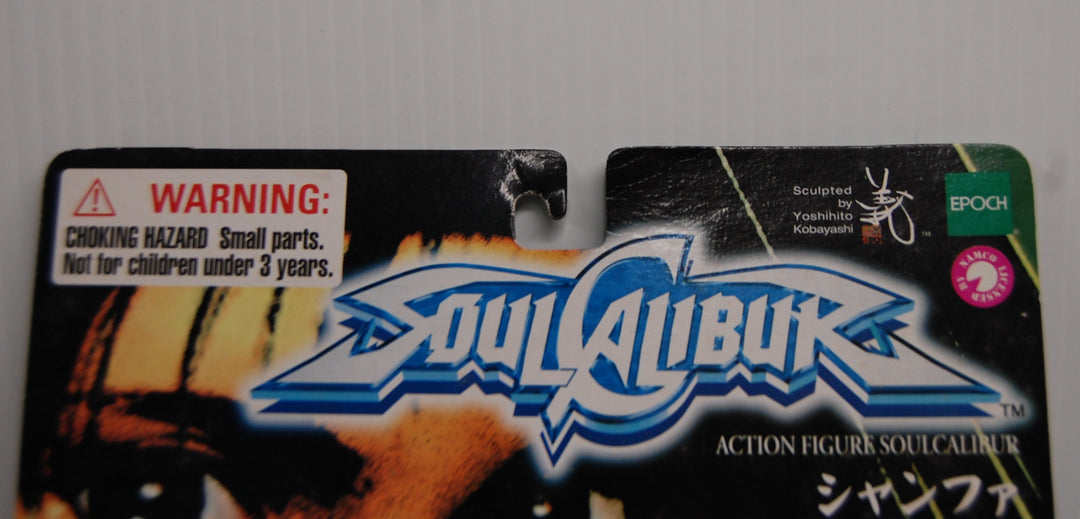 WARNING:
CHOKING HAZARD Small parts.
Not for children under 3 years.
Sculpted
by
Yoshihito
Kobayashi
TM
EPOCH
LICENSED BY NAMCO
SOULCALIBUR
TM
ACTION FIGURE SOULCALIBUR
シャンファ